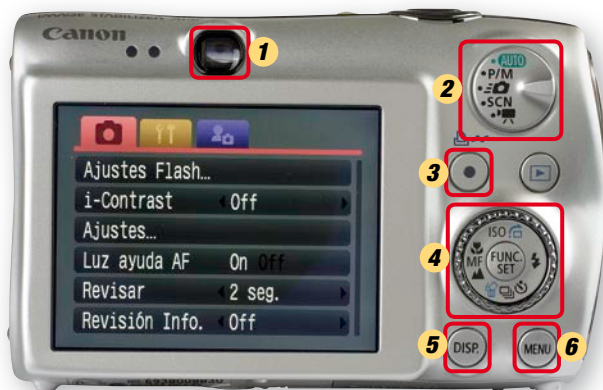 Canon
1
AUTO
2
P/M
SCN
Ajustes Flash...
i-Contrast Off
3
Ajustes...
Luz ayuda AF On Off
ISO
4
MF
FUNC.
SET
Revisar 2 seg.
Revisión Info. Off
5
DISP.
MENU
6